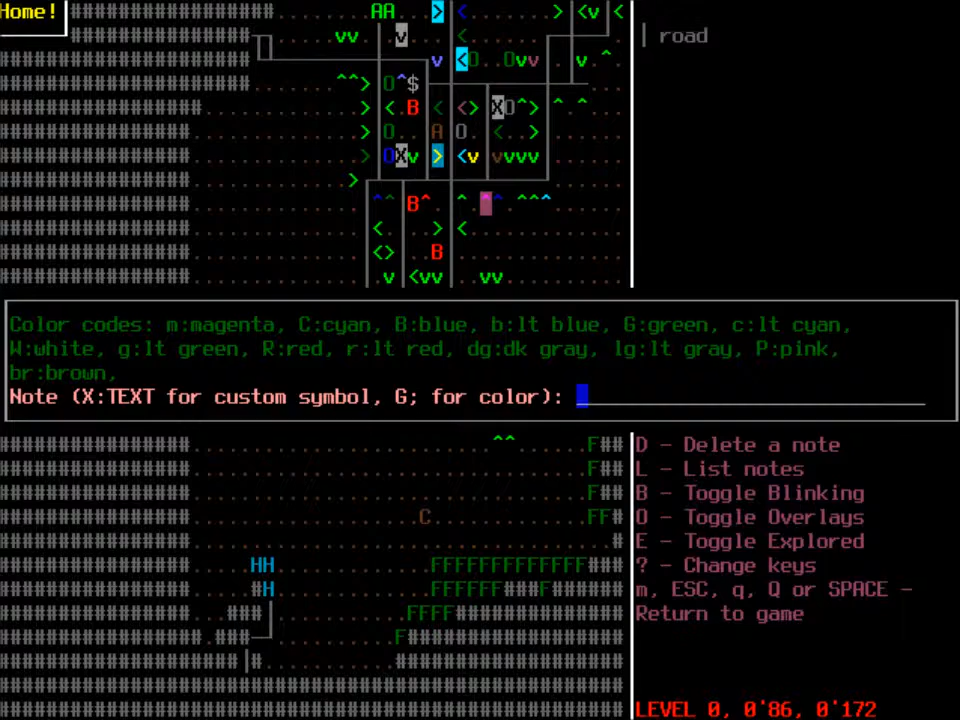 Home!
road
Color codes: m:magenta, C:cyan, B:blue, b:lt blue, G:green, c:lt cyan,
W:white, g:lt green, R:red, r:lt red, dg:dk gray, lg:lt gray, P:pink,
br:brown,
Note (X:TEXT for custom symbol, G; for color):
D - Delete a note
L - List notes
B - Toggle Blinking
O - Toggle Overlays
E - Toggle Explored
? - Change keys
m, ESC, q, Q or SPACE -
Return to game
LEVEL 0, 0'86, 0'172